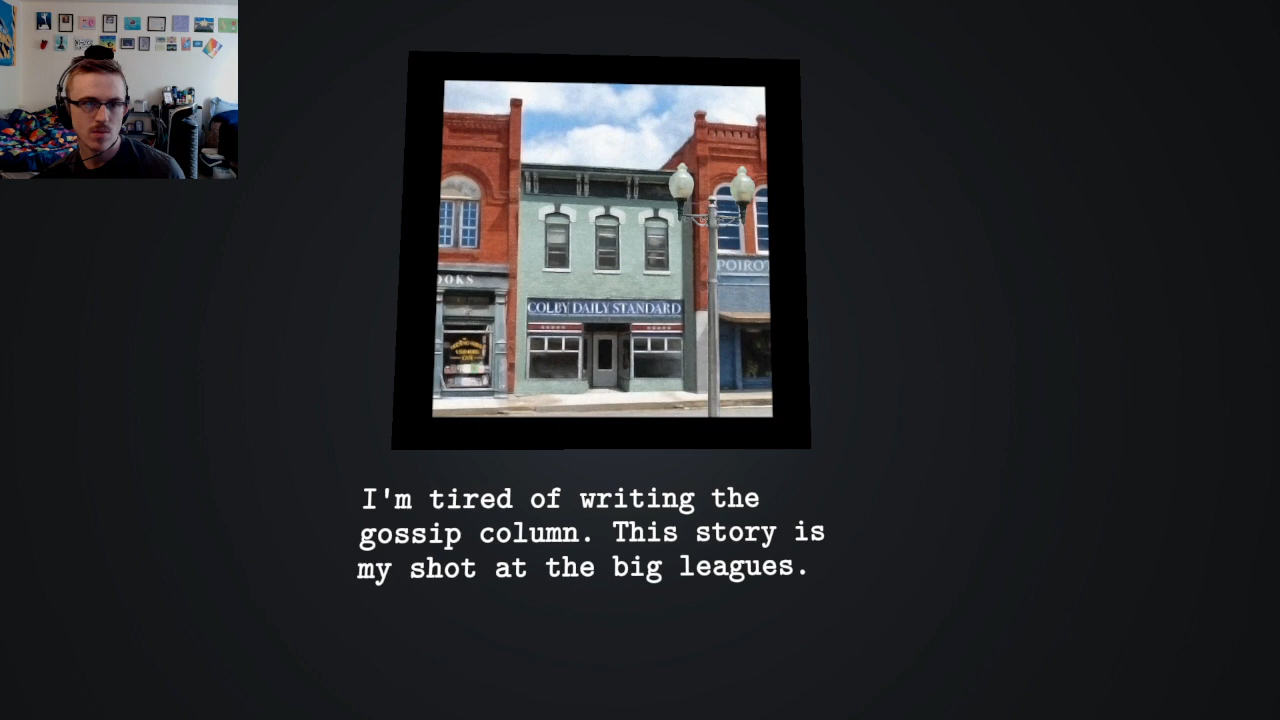 OOKS
COLBY DAILY STANDARD
POIROT
I'm tired of writing the
gossip column. This story is
my shot at the big leagues.